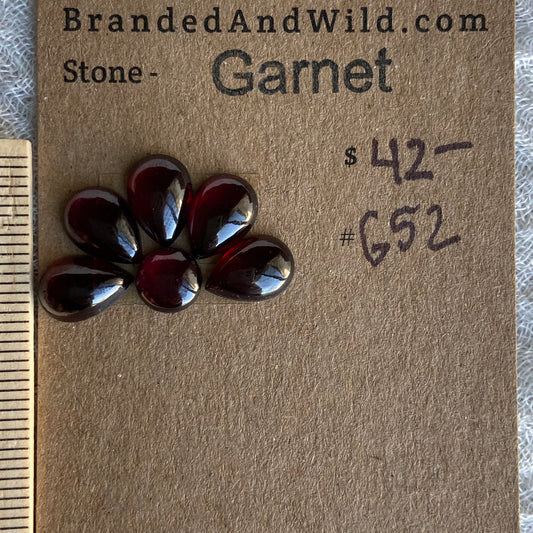 BrandedAndWild.com
Stone - Garnet
$ 42-
# G52